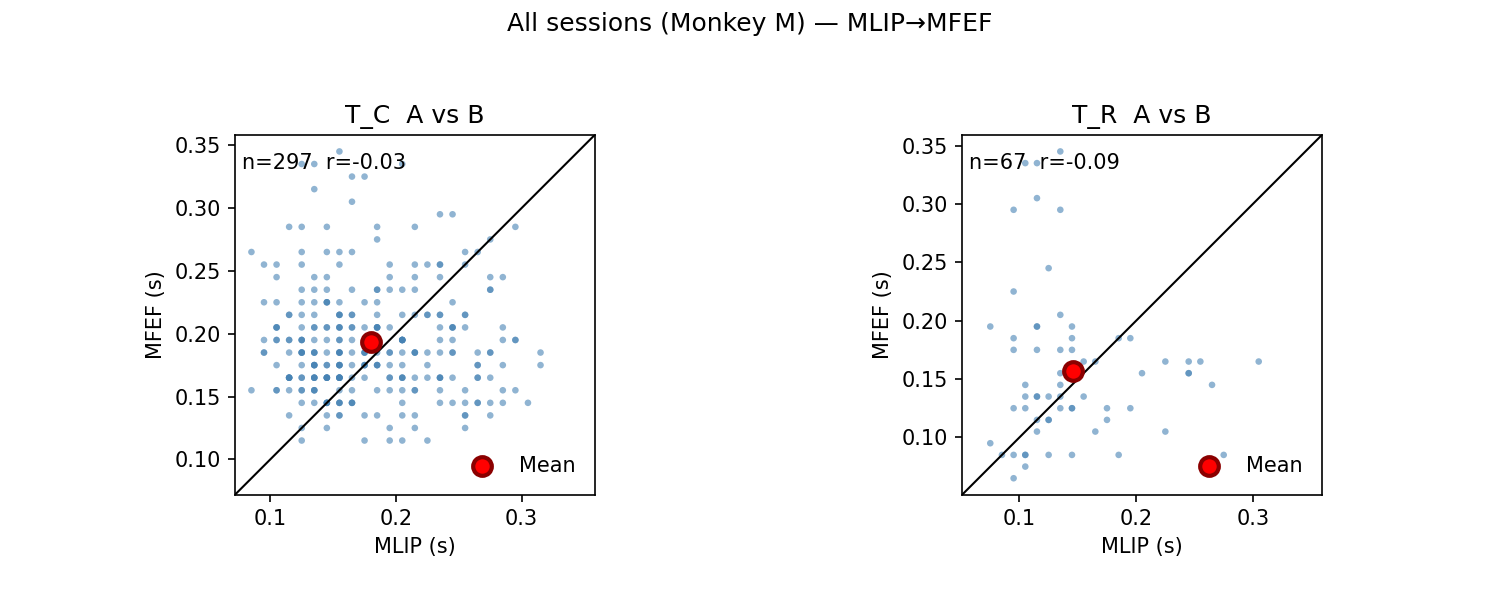 All sessions (Monkey M) — MLIP→MFEF
T_C  A vs B
n=297  r=-0.03
0.35
0.30
0.25
0.20
0.15
0.10
MFEF (s)
Mean
0.1 0.2 0.3
MLIP (s)
T_R  A vs B
n=67  r=-0.09
0.35
0.30
0.25
0.20
0.15
0.10
MFEF (s)
Mean
0.1 0.2 0.3
MLIP (s)